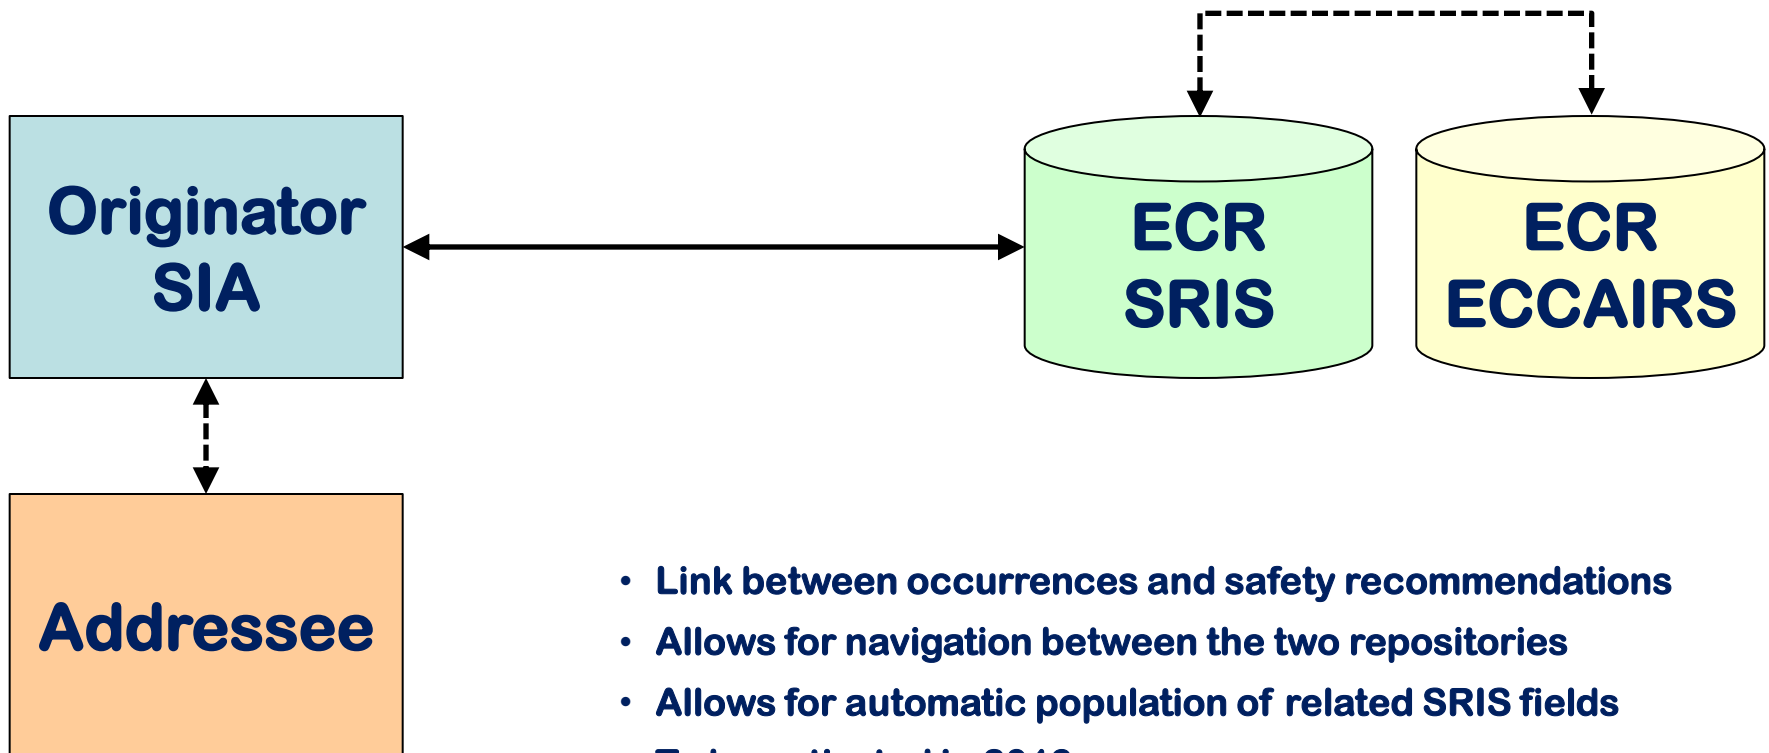 Originator
SIA
ECR
SRIS
ECR
ECCAIRS
Addressee
• Link between occurrences and safety recommendations
• Allows for navigation between the two repositories
• Allows for automatic population of related SRIS fields